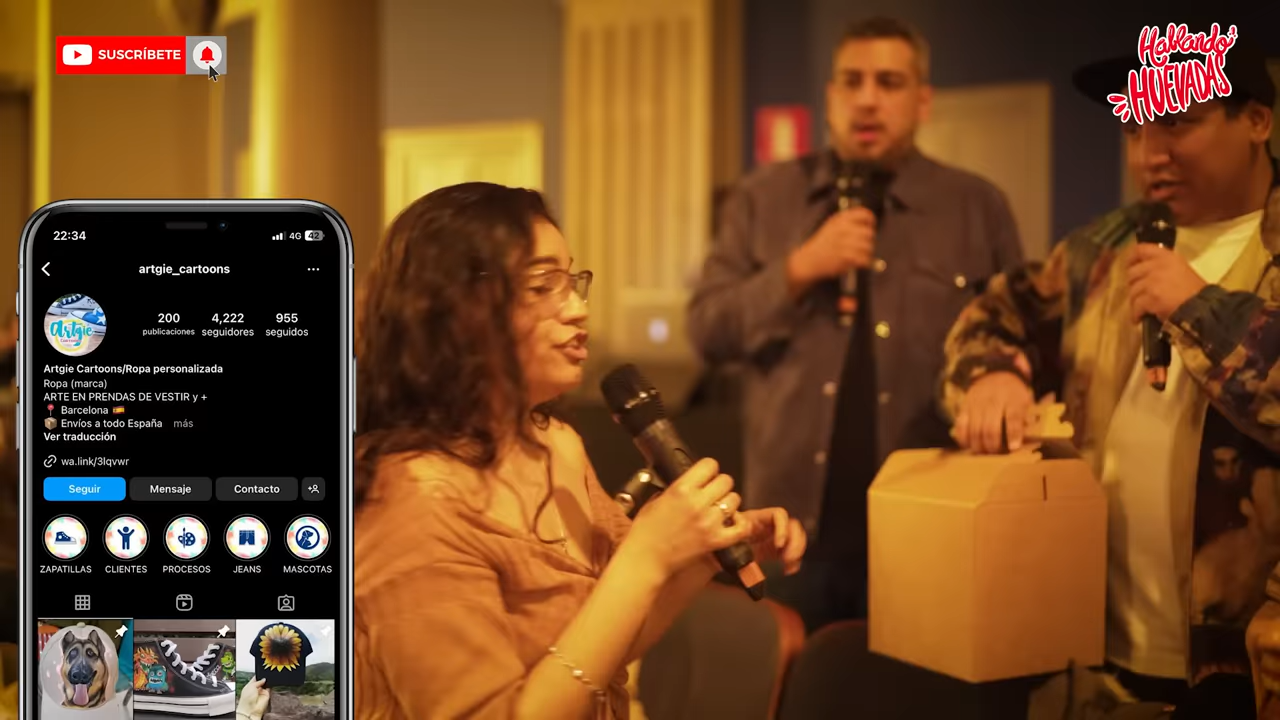 SUSCRÍBETE
Hablando
HUEVADAS
22:34
4G 42
artgie_cartoons
200
publicaciones
4,222
seguidores
955
seguidos
Artgie
Artgie Cartoons/Ropa personalizada
Ropa (marca)
ARTE EN PRENDAS DE VESTIR y +
Barcelona
Envíos a todo España más
Ver traducción
wa.link/3lqvwr
Seguir Mensaje Contacto
ZAPATILLAS CLIENTES PROCESOS JEANS MASCOTAS